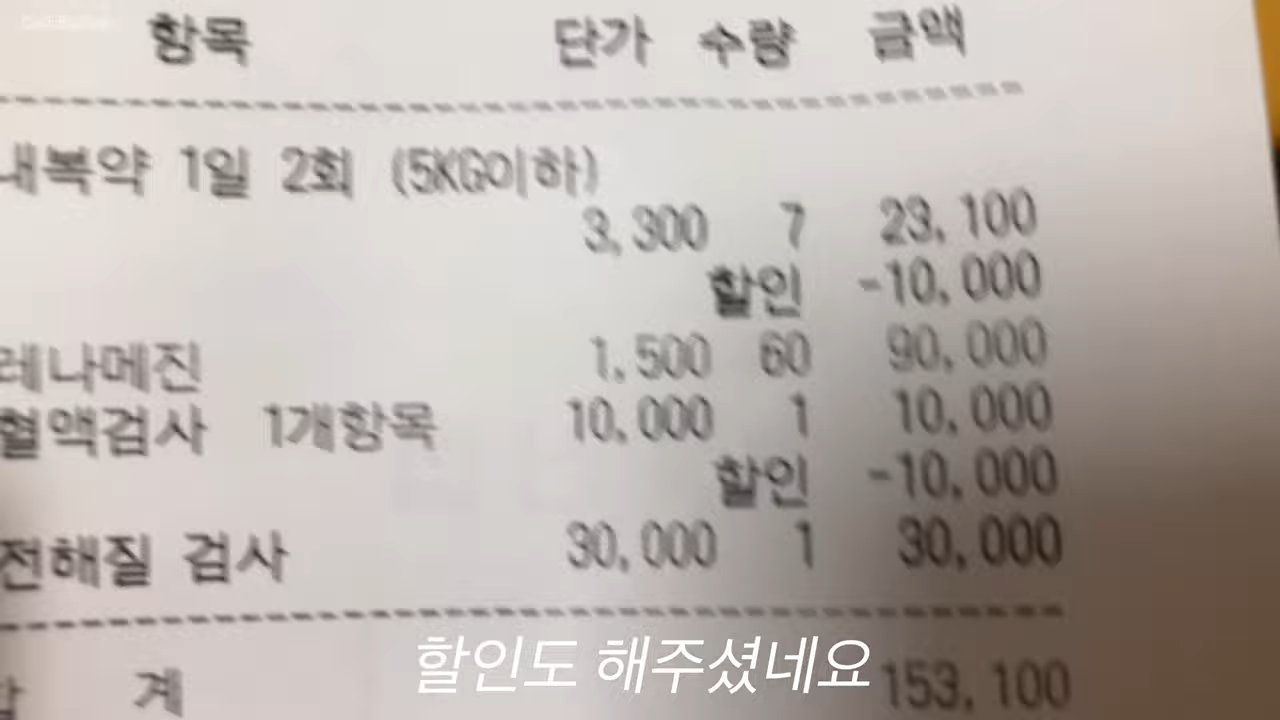 항목 단가 수량 금액
내복약 1일 2회 (5KG이하)
3,300 7 23,100
할인 -10,000
레나메진 1,500 60 90,000
혈액검사 1개항목 10,000 1 10,000
할인 -10,000
전해질 검사 30,000 1 30,000
계 153,100
할인도 해주셨네요